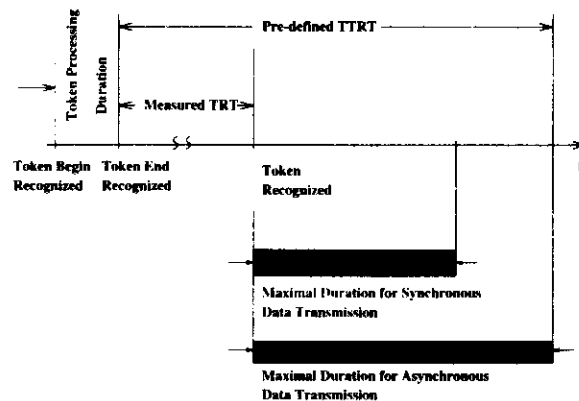 Pre-defined TTRT
Token Processing
Duration
Measured TRT
Token Begin
Recognized
Token End
Recognized
Token
Recognized
Maximal Duration for Synchronous
Data Transmission
Maximal Duration for Asynchronous
Data Transmission